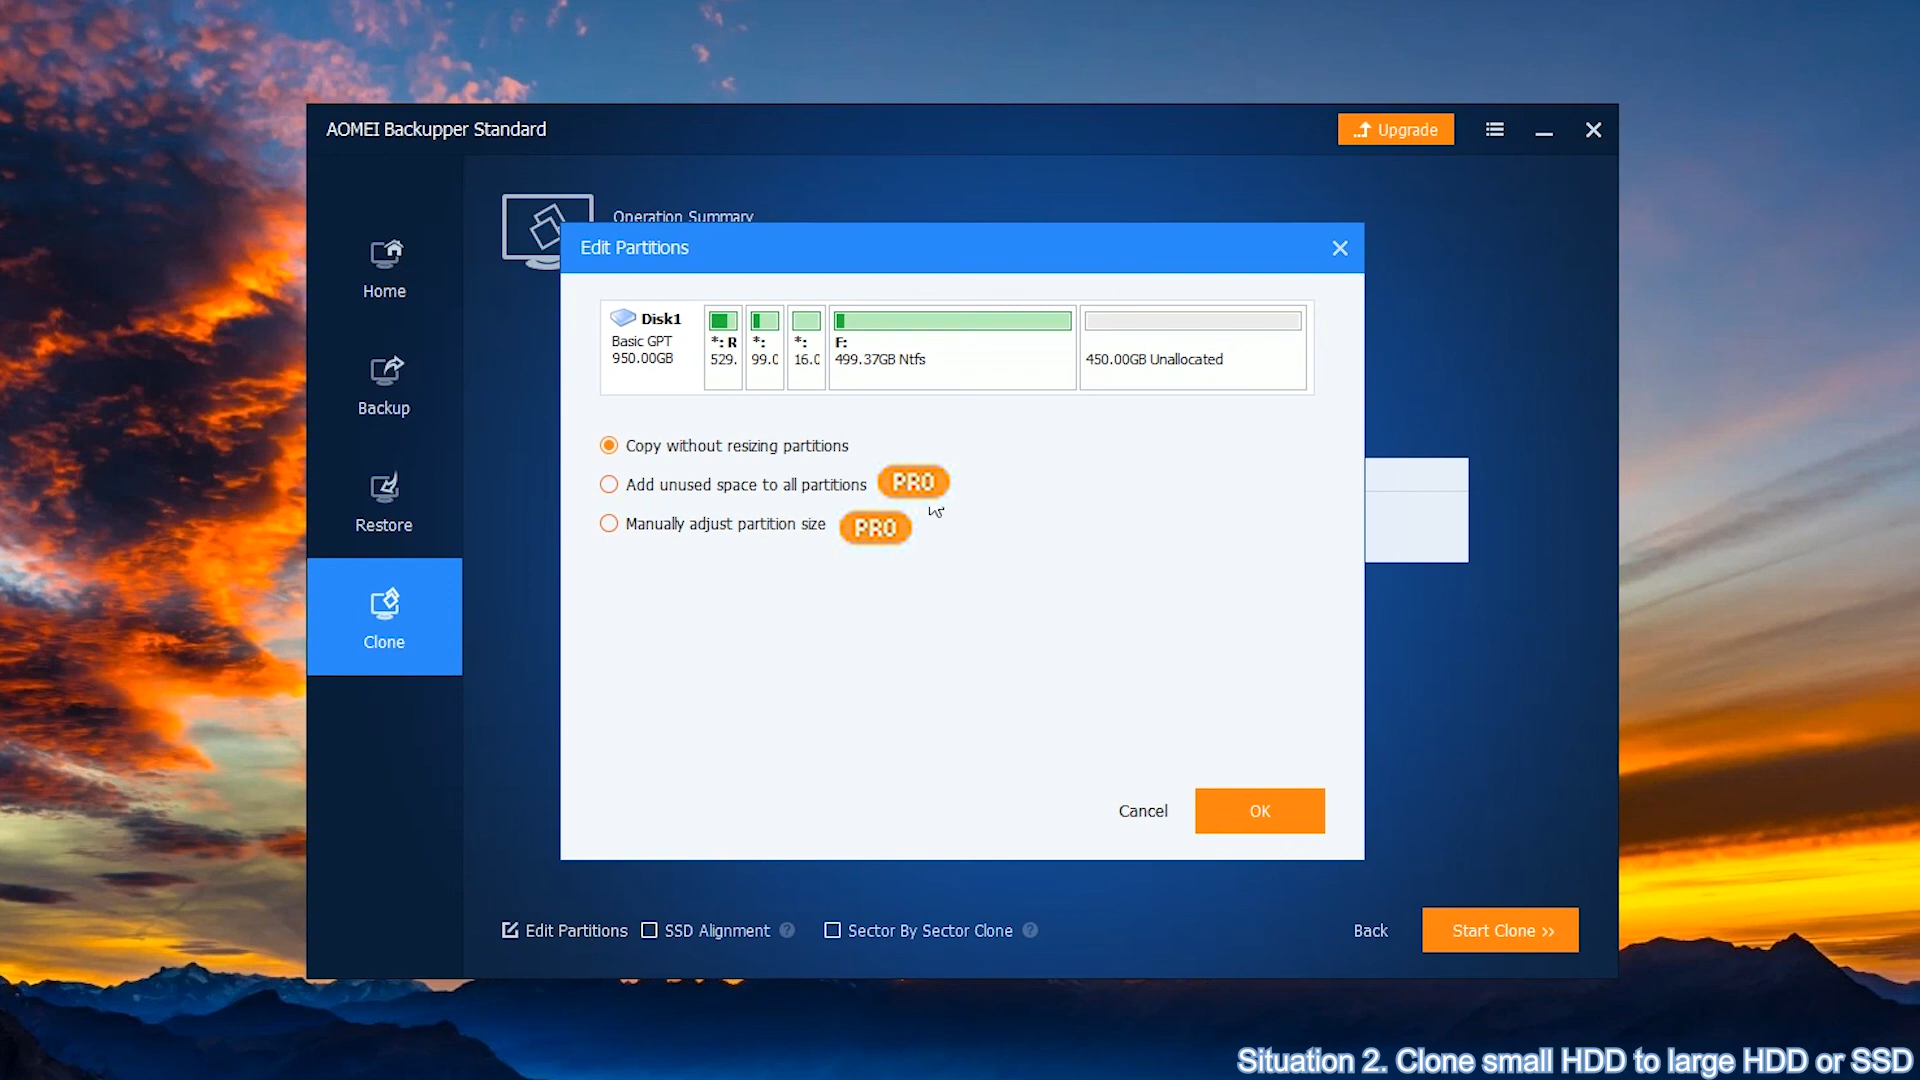 AOMEI Backupper Standard
Upgrade
Operation Summary
Edit Partitions
Home
Backup
Restore
Clone
Disk1
Basic GPT
950.00GB
*: R
529.
*:
99.0
*:
16.0
F:
499.37GB Ntfs
450.00GB Unallocated
Copy without resizing partitions
Add unused space to all partitions PRO
Manually adjust partition size PRO
Cancel
OK
Edit Partitions
SSD Alignment ?
Sector By Sector Clone ?
Back
Start Clone >>
Situation 2. Clone small HDD to large HDD or SSD